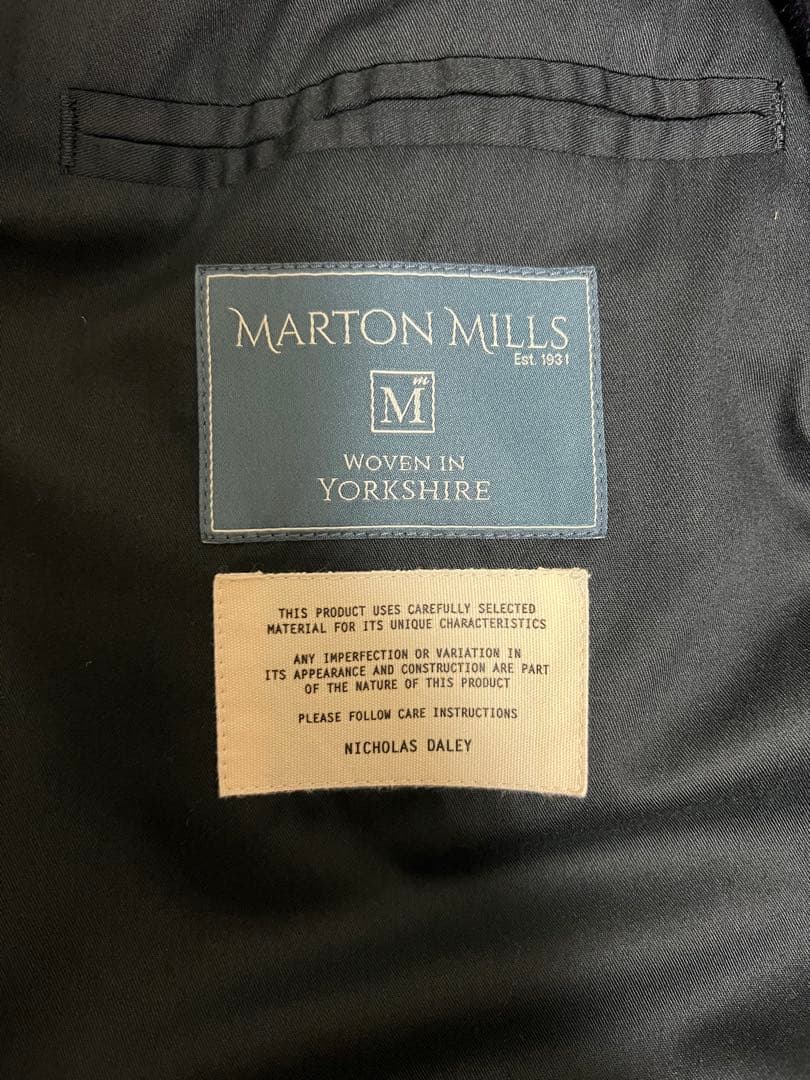 MARTON MILLS
Est. 1931
M m
WOVEN IN
YORKSHIRE
THIS PRODUCT USES CAREFULLY SELECTED
MATERIAL FOR ITS UNIQUE CHARACTERISTICS
ANY IMPERFECTION OR VARIATION IN
ITS APPEARANCE AND CONSTRUCTION ARE PART
OF THE NATURE OF THIS PRODUCT
PLEASE FOLLOW CARE INSTRUCTIONS
NICHOLAS DALEY